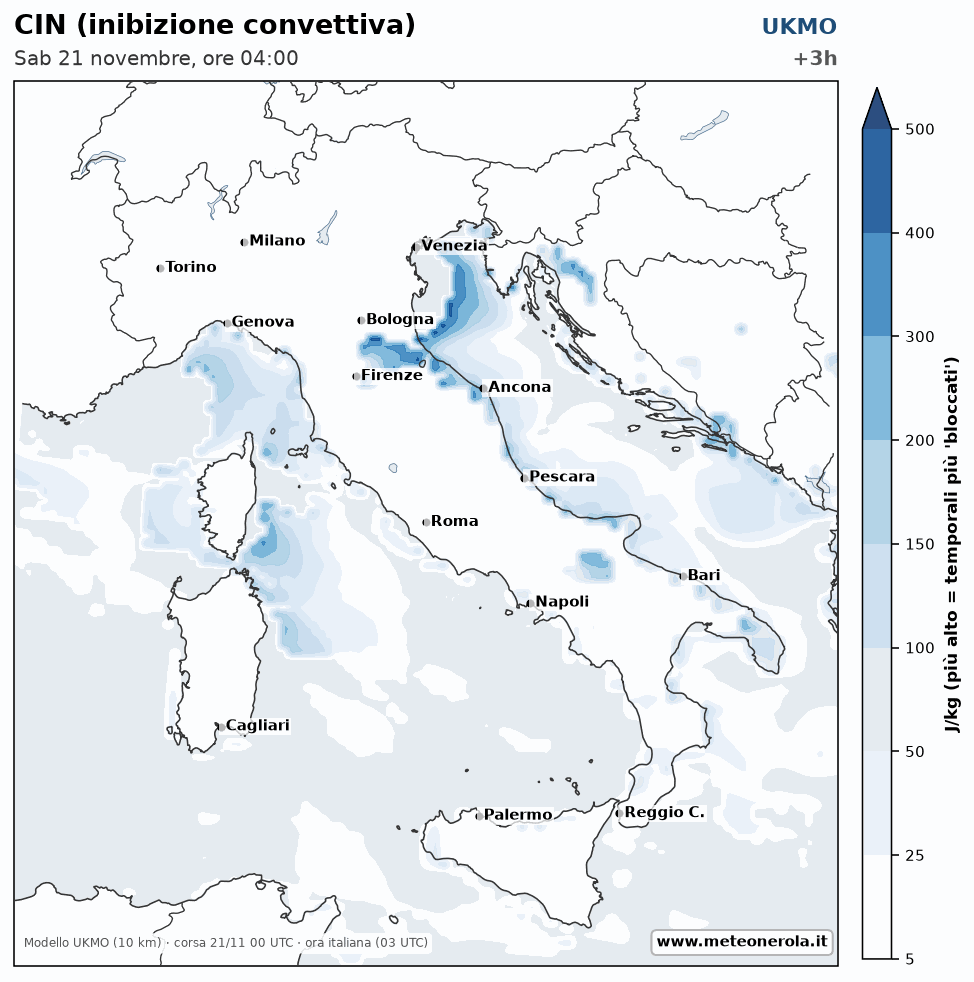 CIN (inibizione convettiva)
UKMO
Sab 21 novembre, ore 04:00
+3h
500
400
300
200
150
100
50
25
5
J/kg (più alto = temporali più 'bloccati')
Milano
Venezia
Torino
Bologna
Genova
Firenze
Ancona
Pescara
Roma
Bari
Napoli
Cagliari
Palermo
Reggio C.
Modello UKMO (10 km) · corsa 21/11 00 UTC · ora italiana (03 UTC)
www.meteonerola.it